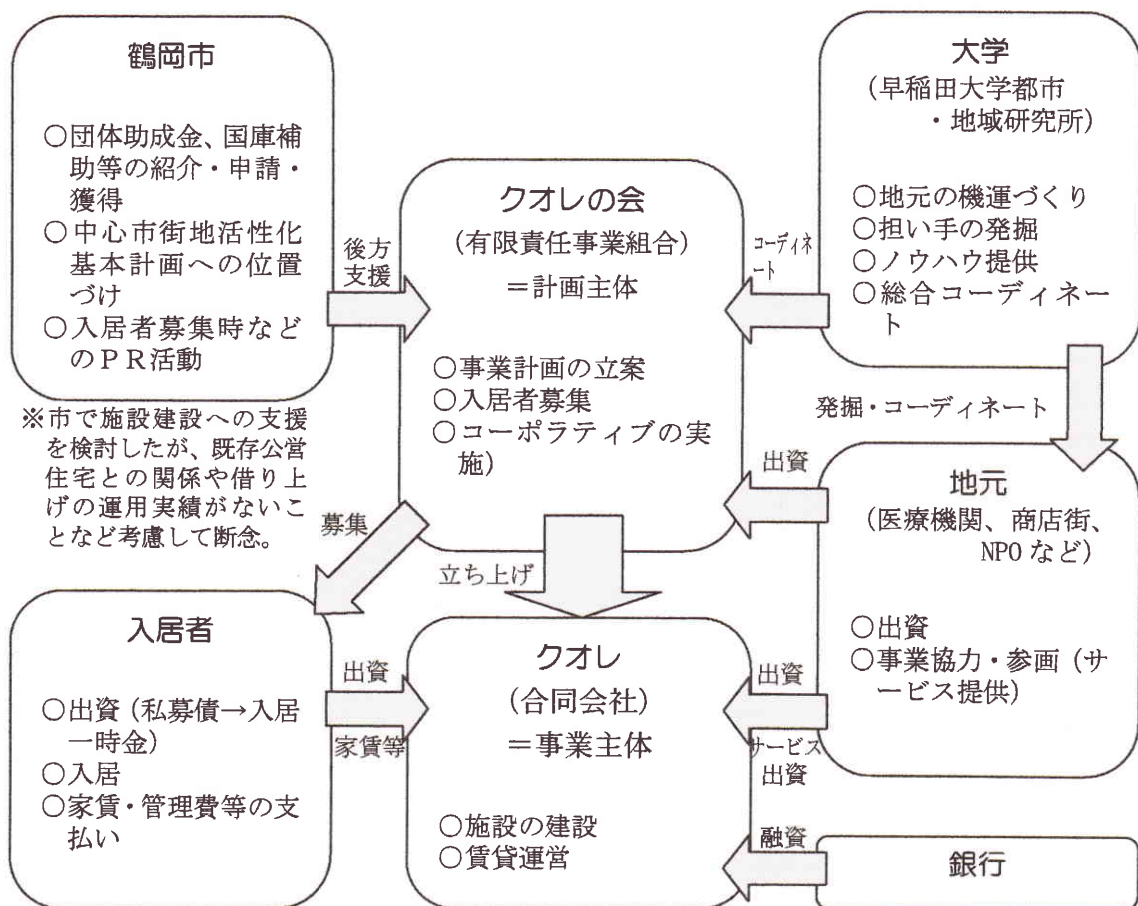 鶴岡市
○団体助成金、国庫補
助等の紹介・申請・
獲得
○中心市街地活性化
基本計画への位置
づけ
○入居者募集時など
のPR活動
※市で施設建設への支援
を検討したが、既存公営
住宅との関係や借り上
げの運用実績がないこ
となど考慮して断念。
後方
支援
クオレの会
(有限責任事業組合)
＝計画主体
○事業計画の立案
○入居者募集
○コーポラティブの実
施)
コーディネ
ート
大学
(早稲田大学都市
・地域研究所)
○地元の機運づくり
○担い手の発掘
○ノウハウ提供
○総合コーディネー
ト
発掘・コーディネート
出資
地元
(医療機関、商店街、
NPOなど)
○出資
○事業協力・参画(サ
ービス提供)
募集
立ち上げ
入居者
○出資(私募債→入居
一時金)
○入居
○家賃・管理費等の支
払い
出資
家賃等
クオレ
(合同会社)
＝事業主体
○施設の建設
○賃貸運営
出資
サービス
出資
融資
銀行